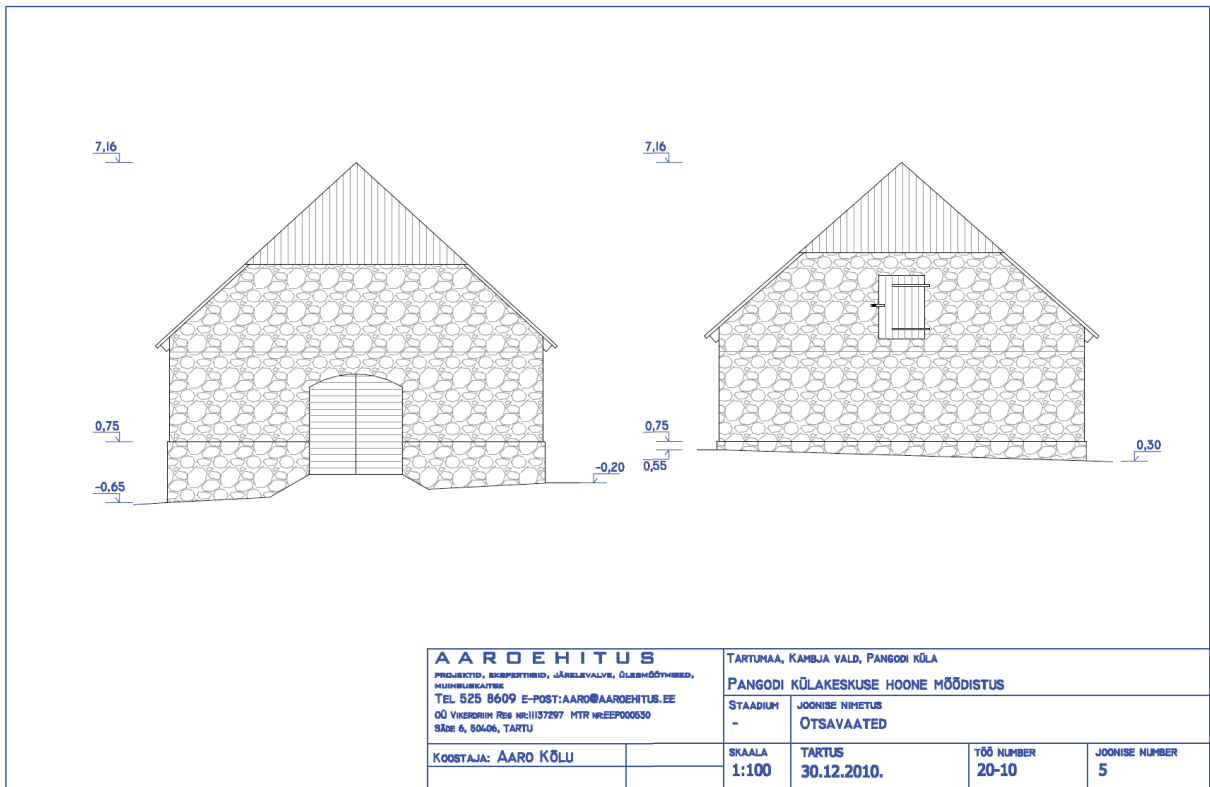 7,16
7,16
0,75
-0,65
-0,20
0,75
0,55
0,30
AAROEHITUS
PROJEKTID, EKSPERTIISID, JÄRELEVALVE, ÜLESMÕÕTMISED,
MUINSUSKAITSE
TEL 525 8609 E-POST:AARO@AAROEHITUS.EE
OÜ VIKERDRIIM REG NR:11137297 MTR NR:EEP000530
SÄDE 6, 50406, TARTU
KOOSTAJA: AARO KÕLU
TARTUMAA, KAMBJA VALD, PANGODI KÜLA
PANGODI KÜLAKESKUSE HOONE MÕÕDISTUS
STAADIUM
-
JOONISE NIMETUS
OTSAVAATED
SKAALA
1:100
TARTUS
30.12.2010.
TÖÖ NUMBER
20-10
JOONISE NUMBER
5